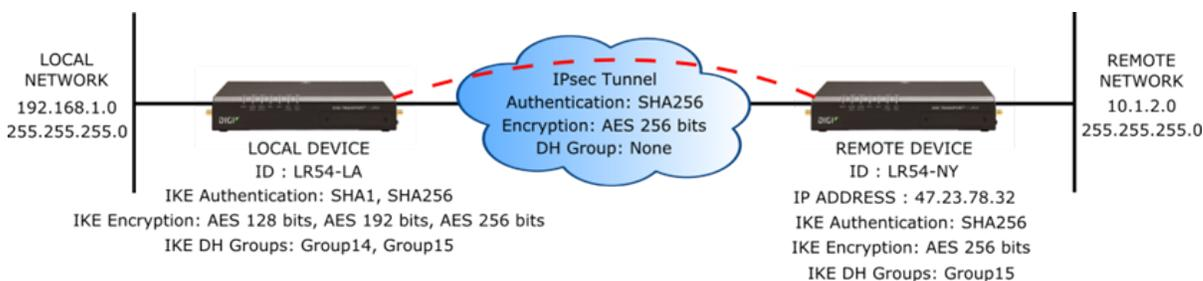 LOCAL
NETWORK
192.168.1.0
255.255.255.0
DIGI
LOCAL DEVICE
ID : LR54-LA
IKE Authentication: SHA1, SHA256
IKE Encryption: AES 128 bits, AES 192 bits, AES 256 bits
IKE DH Groups: Group14, Group15
IPsec Tunnel
Authentication: SHA256
Encryption: AES 256 bits
DH Group: None
DIGI
REMOTE DEVICE
ID : LR54-NY
IP ADDRESS : 47.23.78.32
IKE Authentication: SHA256
IKE Encryption: AES 256 bits
IKE DH Groups: Group15
REMOTE
NETWORK
10.1.2.0
255.255.255.0